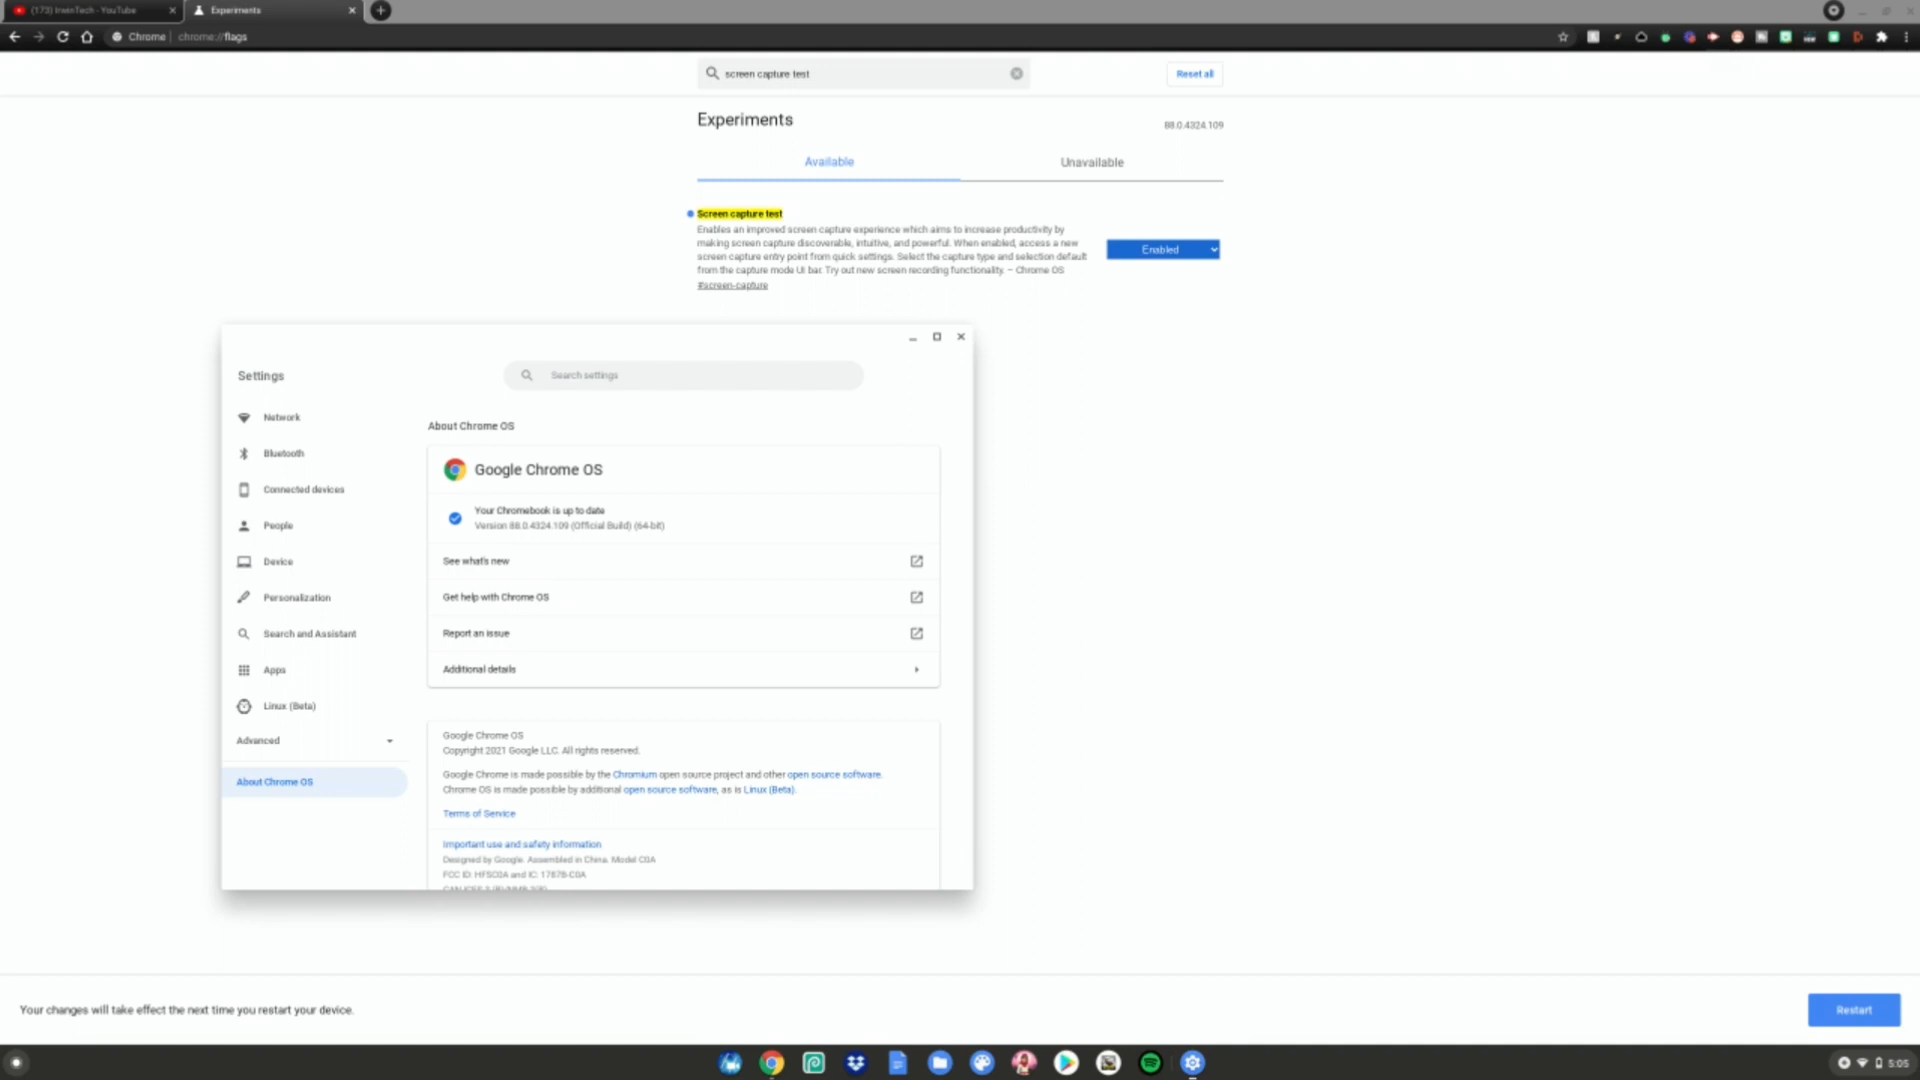 (173) IrwinTech - YouTube
Experiments
Chrome | chrome://flags
screen capture test
Reset all
Experiments
88.0.4324.109
Available
Unavailable
Screen capture test
Enables an improved screen capture experience which aims to increase productivity by
making screen capture discoverable, intuitive, and powerful. When enabled, access a new
screen capture entry point from quick settings. Select the capture type and selection default
from the capture mode UI bar. Try out new screen recording functionality. – Chrome OS
#screen-capture
Enabled
Settings
Search settings
Network
Bluetooth
Connected devices
People
Device
Personalization
Search and Assistant
Apps
Linux (Beta)
Advanced
About Chrome OS
About Chrome OS
Google Chrome OS
Your Chromebook is up to date
Version 88.0.4324.109 (Official Build) (64-bit)
See what's new
Get help with Chrome OS
Report an issue
Additional details
Google Chrome OS
Copyright 2021 Google LLC. All rights reserved.
Google Chrome is made possible by the Chromium open source project and other open source software.
Chrome OS is made possible by additional open source software, as is Linux (Beta).
Terms of Service
Important use and safety information
Designed by Google. Assembled in China. Model C0A
FCC ID: HFSC0A and IC: 1787B-C0A
Your changes will take effect the next time you restart your device.
Restart
5:05